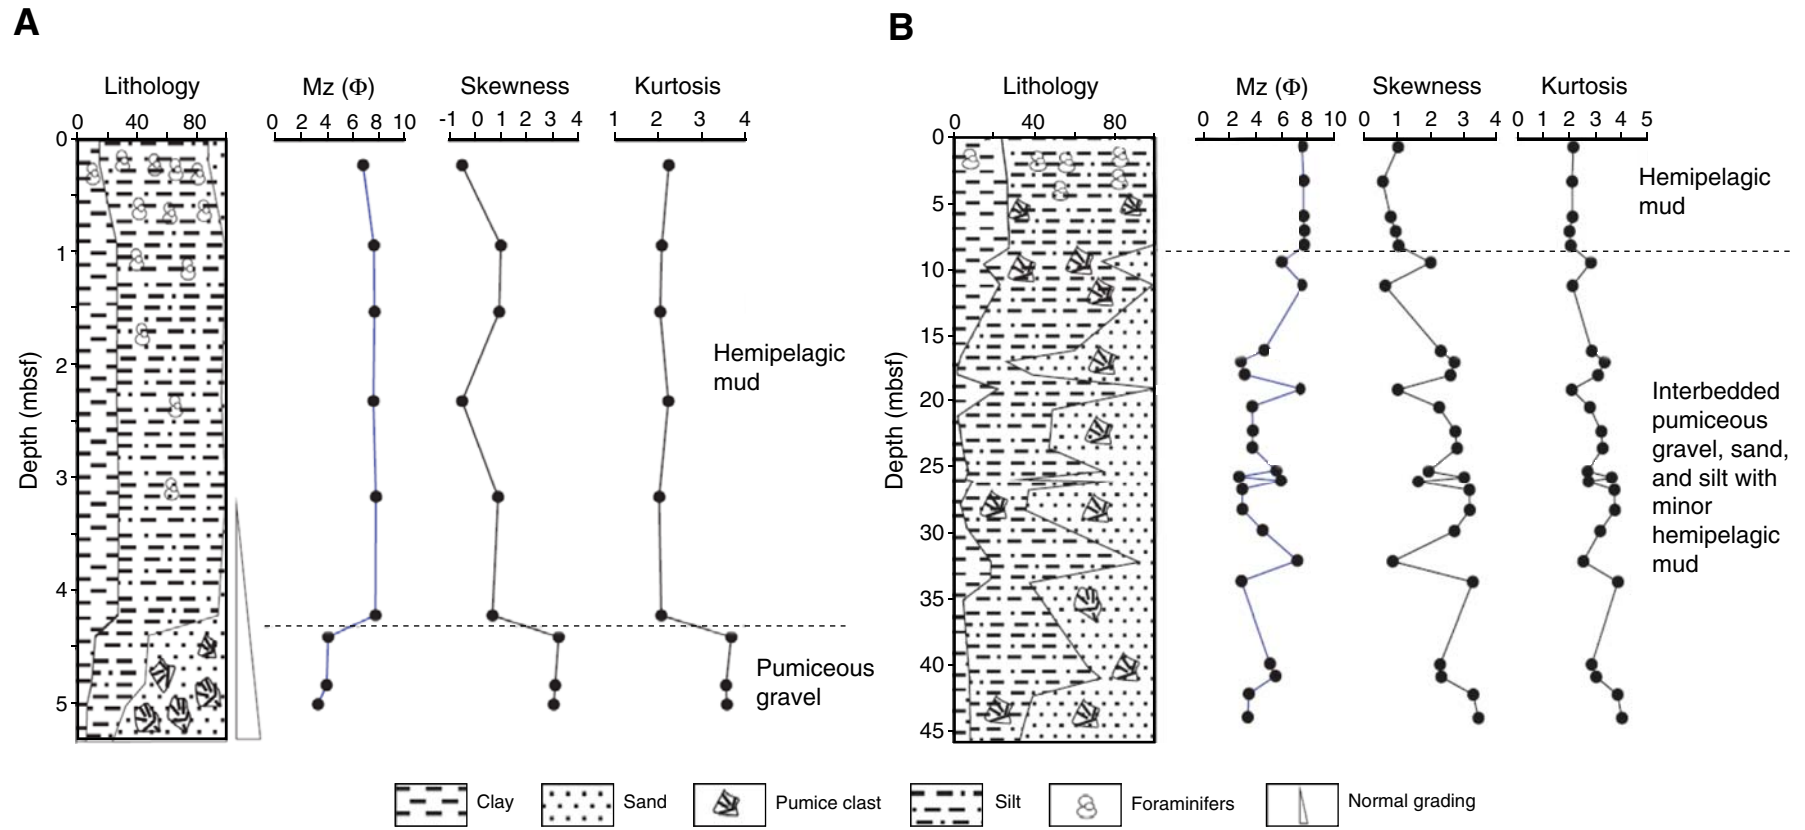 A
B
Lithology
Mz (Φ)
Skewness
Kurtosis
Lithology
Mz (Φ)
Skewness
Kurtosis
0 40 80
0 2 4 6 8 10
-1 0 1 2 3 4
1 2 3 4
0 40 80
0 2 4 6 8 10
0 1 2 3 4
0 1 2 3 4 5
Depth (mbsf)
0
1
2
3
4
5
Hemipelagic
mud
Pumiceous
gravel
Depth (mbsf)
0
5
10
15
20
25
30
35
40
45
Hemipelagic
mud
Interbedded
pumiceous
gravel, sand,
and silt with
minor
hemipelagic
mud
Clay
Sand
Pumice clast
Silt
Foraminifers
Normal grading